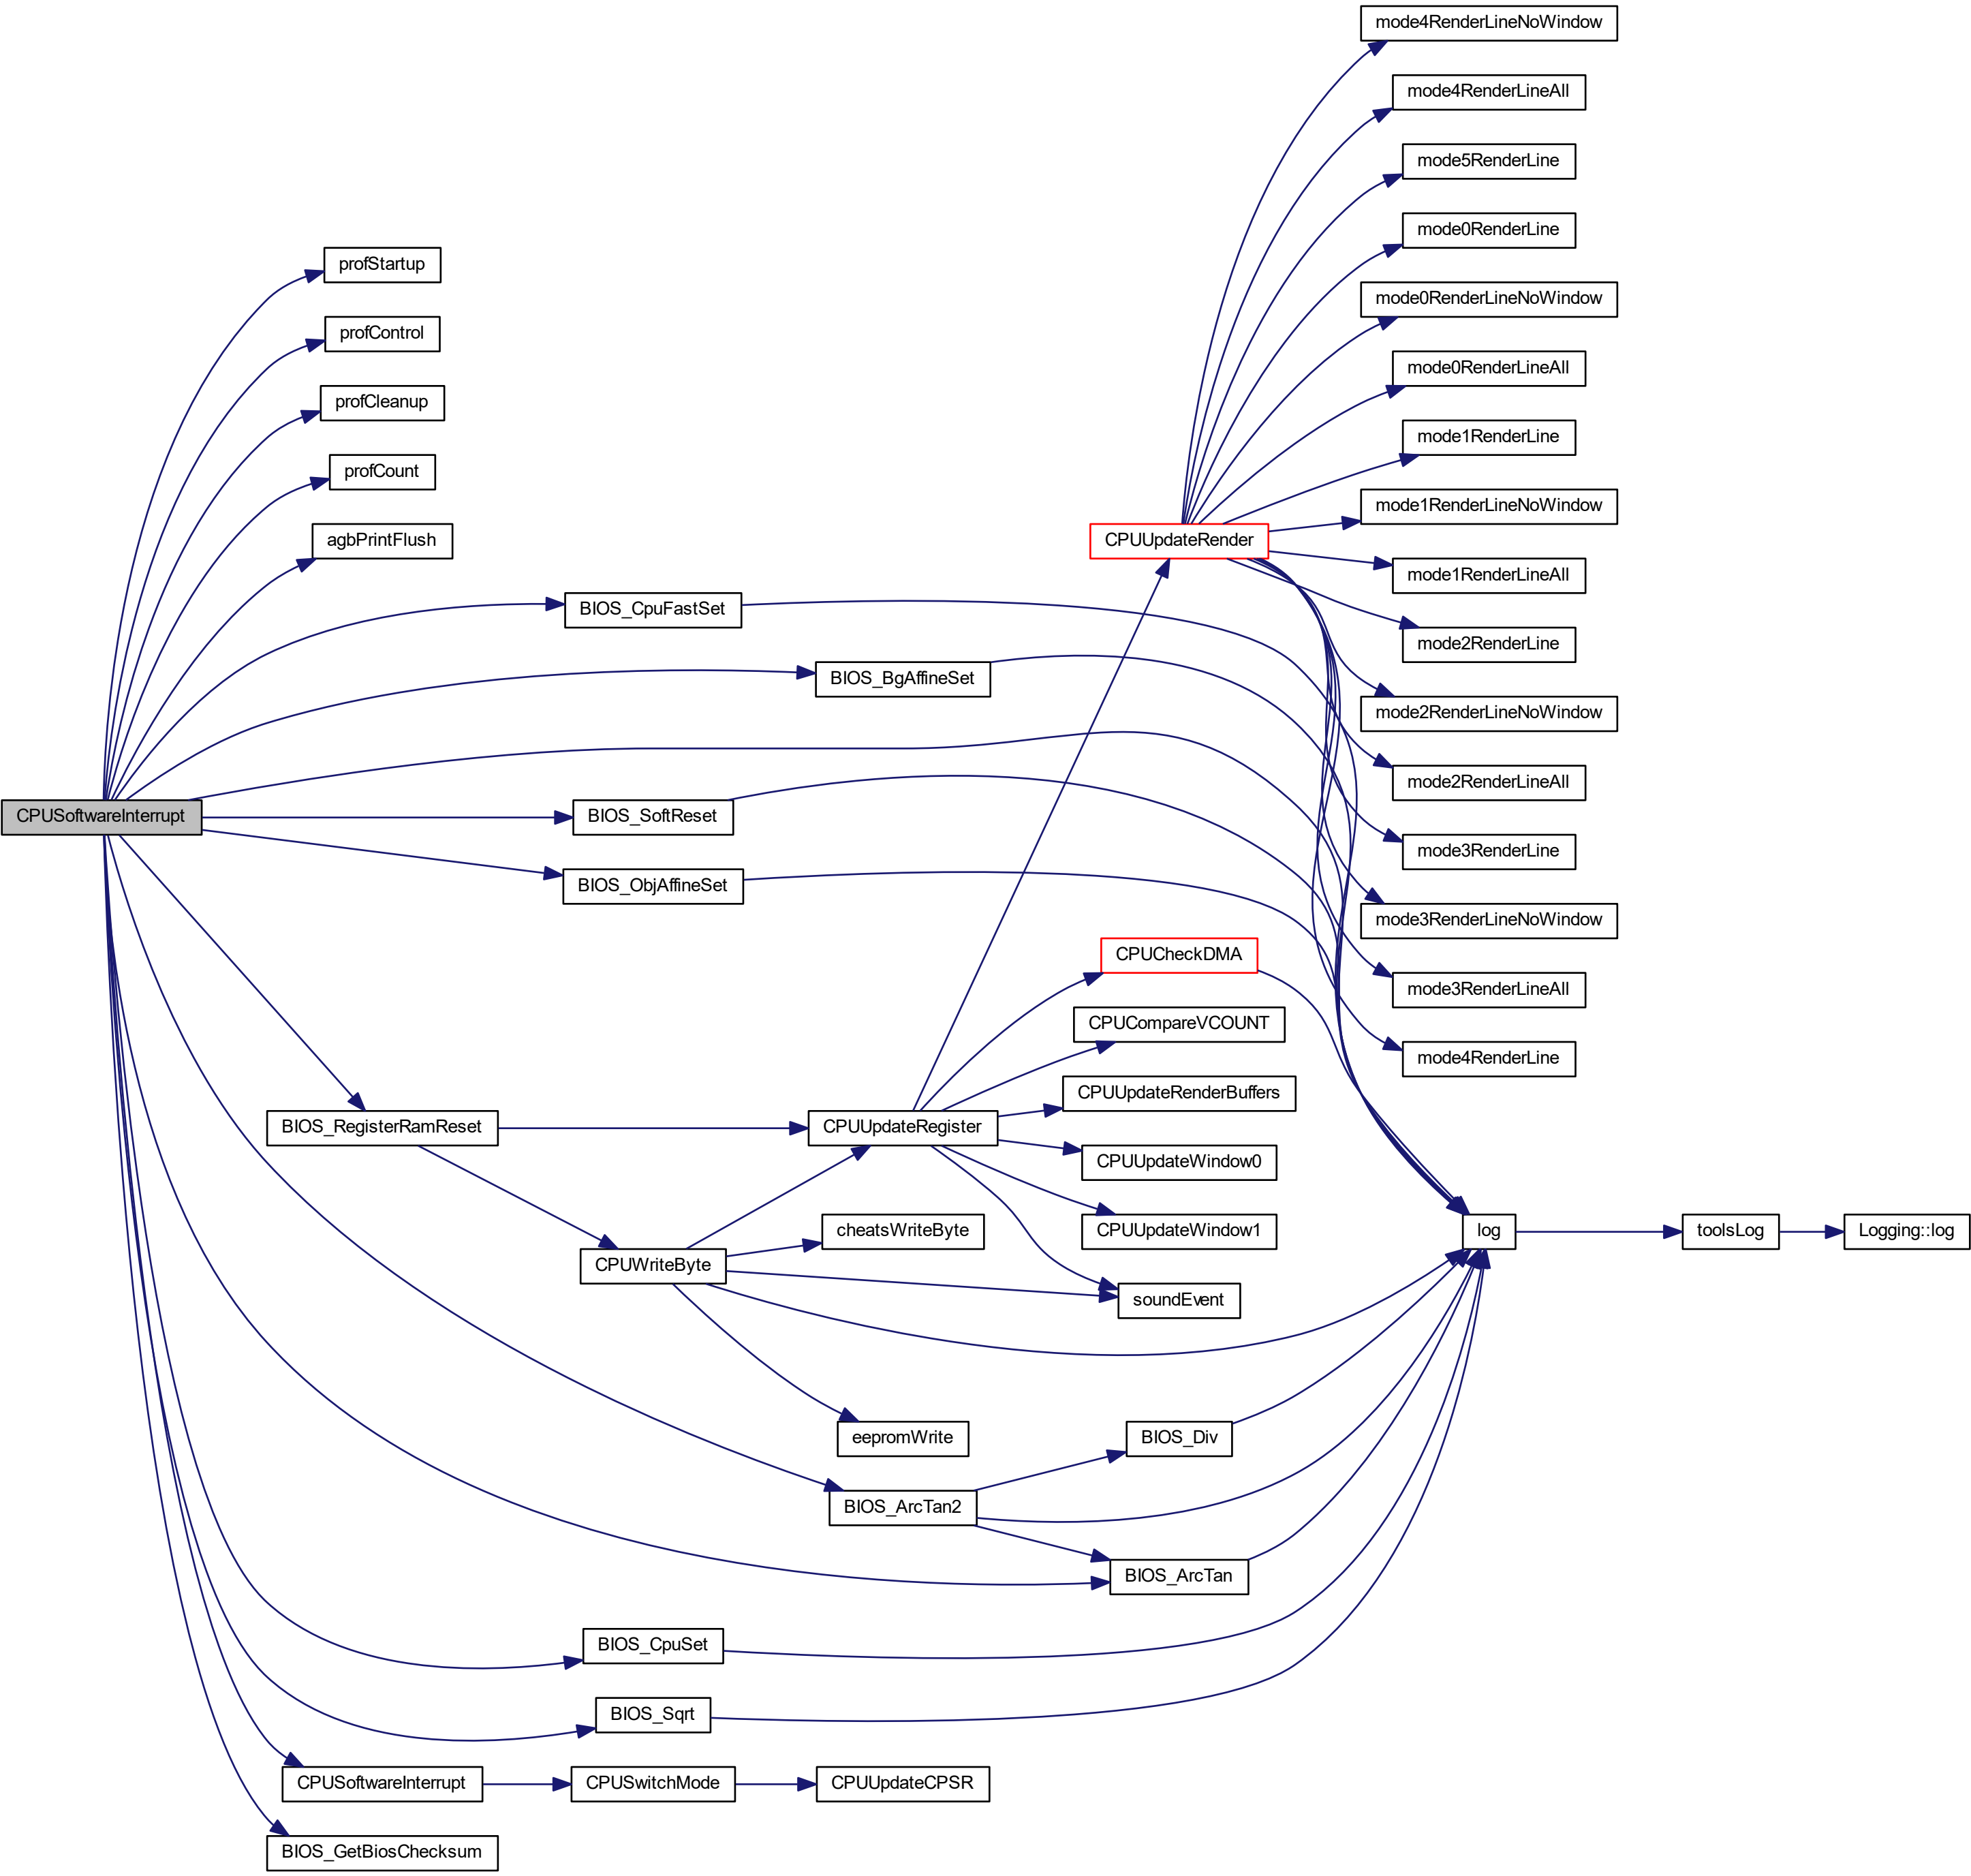 mode4RenderLineNoWindow
mode4RenderLineAll
mode5RenderLine
mode0RenderLine
profStartup
mode0RenderLineNoWindow
profControl
mode0RenderLineAll
profCleanup
mode1RenderLine
profCount
mode1RenderLineNoWindow
agbPrintFlush
CPUUpdateRender
mode1RenderLineAll
BIOS_CpuFastSet
mode2RenderLine
BIOS_BgAffineSet
mode2RenderLineNoWindow
mode2RenderLineAll
CPUSoftwareInterrupt
BIOS_SoftReset
mode3RenderLine
BIOS_ObjAffineSet
mode3RenderLineNoWindow
CPUCheckDMA
mode3RenderLineAll
CPUCompareVCOUNT
mode4RenderLine
CPUUpdateRenderBuffers
BIOS_RegisterRamReset
CPUUpdateRegister
CPUUpdateWindow0
cheatsWriteByte
CPUUpdateWindow1
log
toolsLog
Logging::log
CPUWriteByte
soundEvent
eepromWrite
BIOS_Div
BIOS_ArcTan2
BIOS_ArcTan
BIOS_CpuSet
BIOS_Sqrt
CPUSoftwareInterrupt
CPUSwitchMode
CPUUpdateCPSR
BIOS_GetBiosChecksum